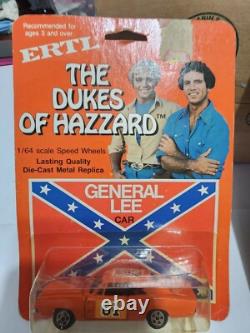 Recommended for
ages 3 and over
ERTL
THE
DUKES
OF HAZZARD™
1/64 scale Speed Wheels
Lasting Quality
Die-Cast Metal Replica
GENERAL
LEE
CAR
01